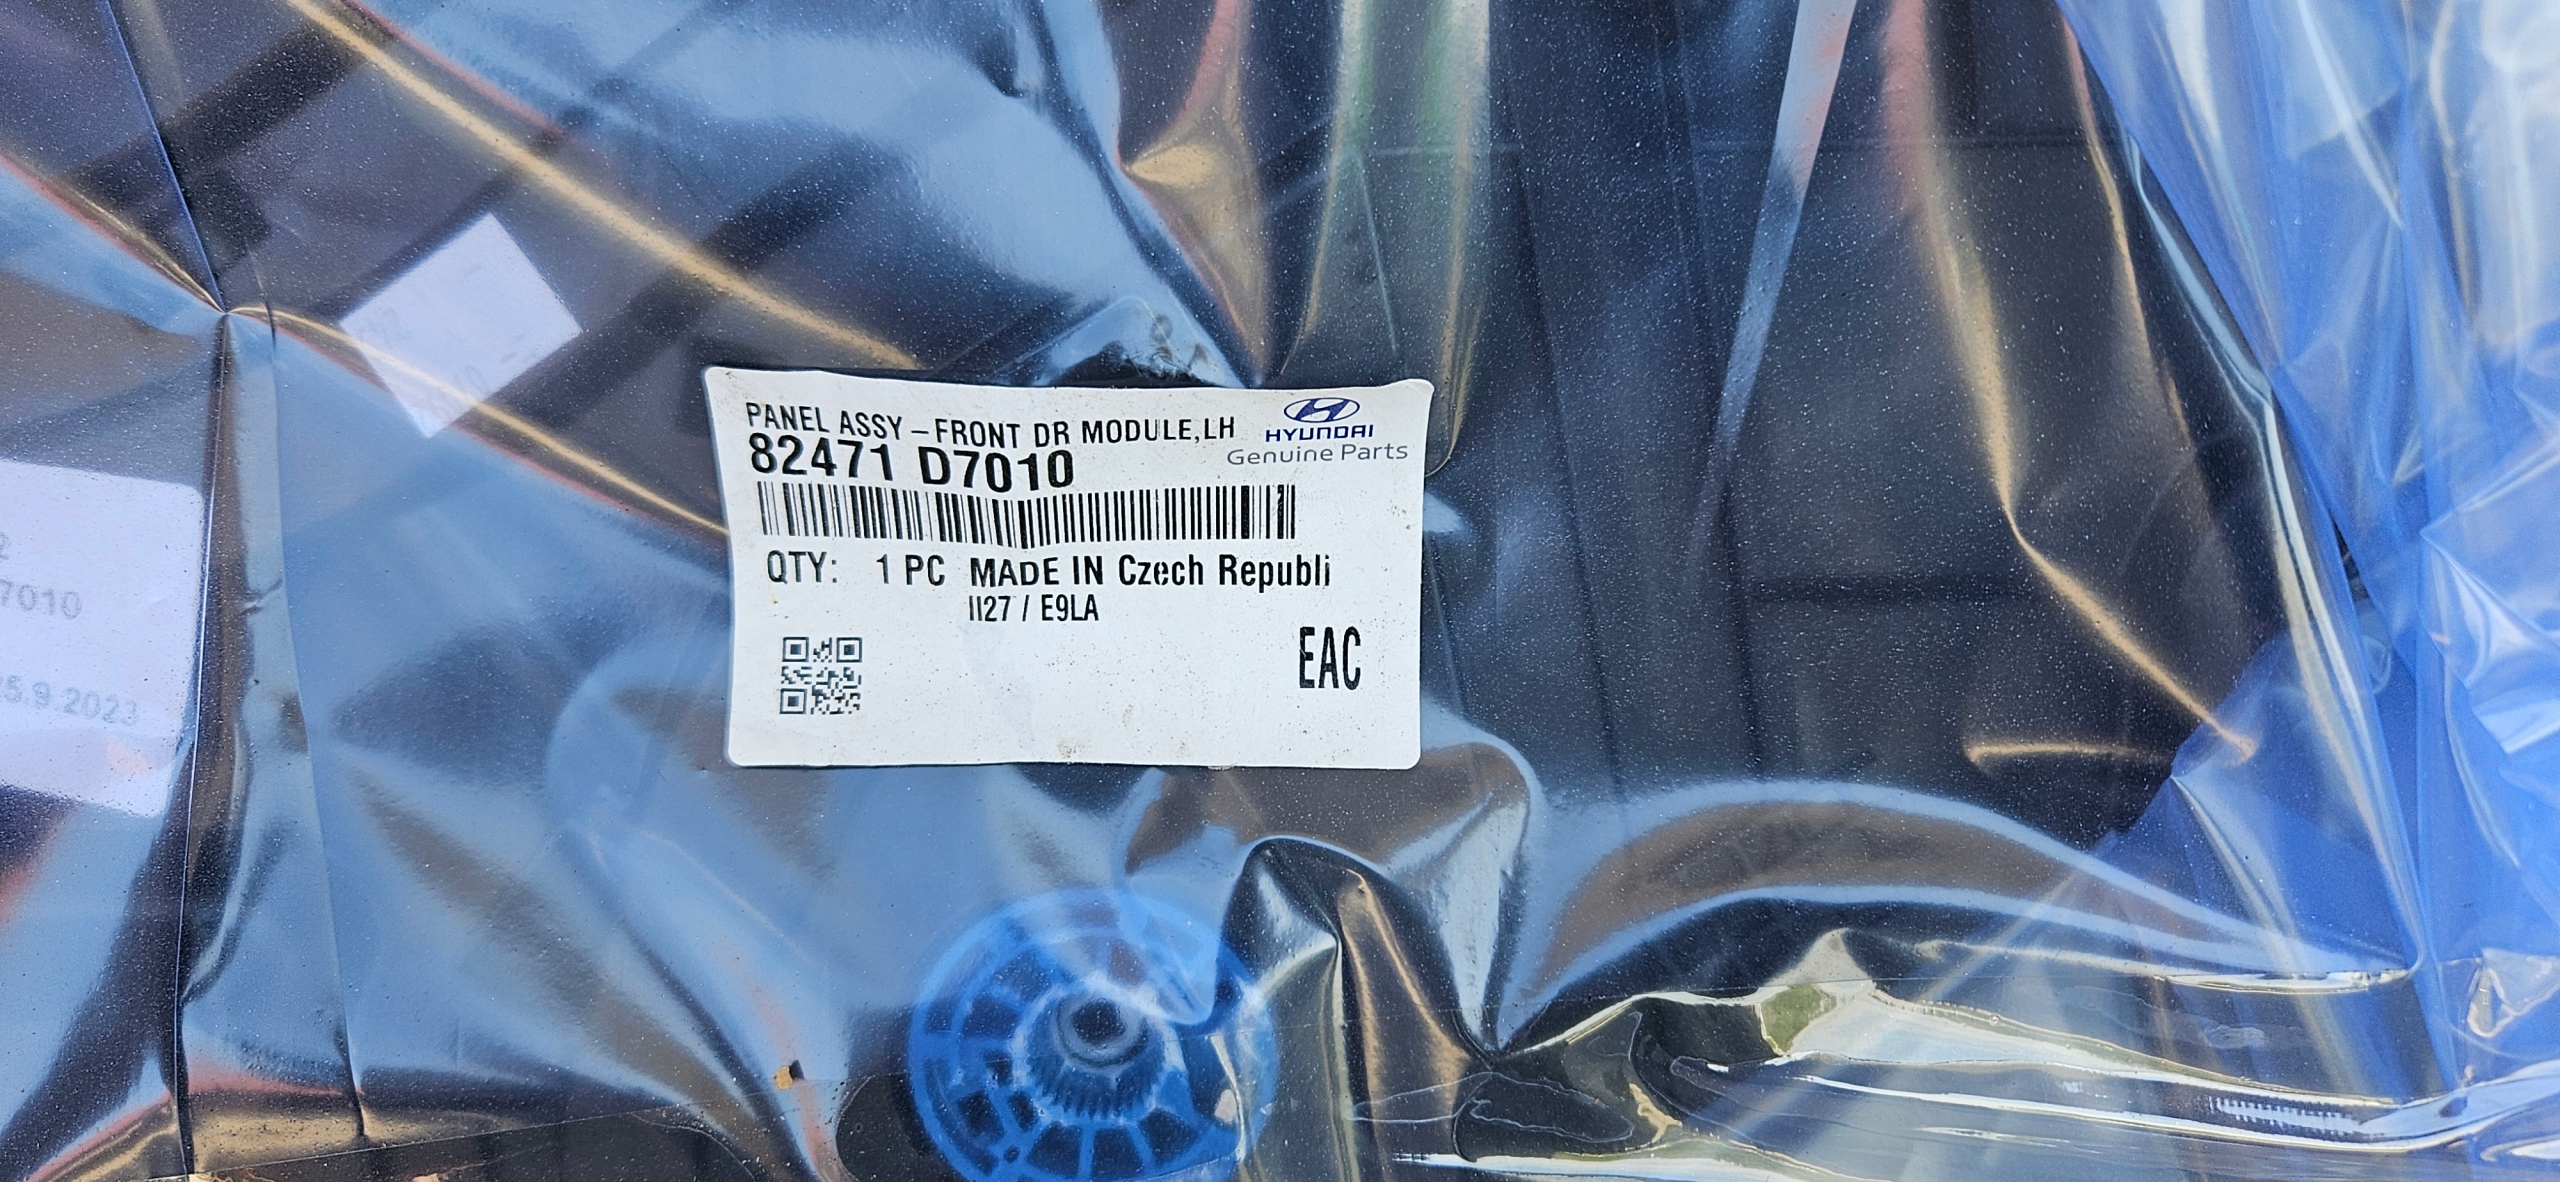 PANEL ASSY – FRONT DR MODULE,LH
HYUNDAI
82471 D7010
Genuine Parts
QTY: 1 PC MADE IN Czech Republi
II27 / E9LA
EAC
7010
5.9.2023